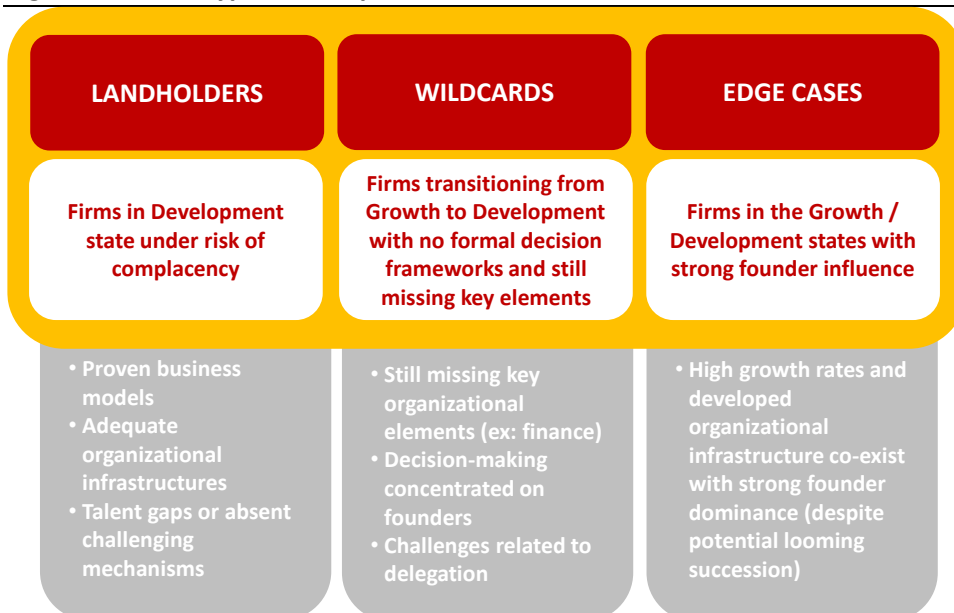 LANDHOLDERS
Firms in Development
state under risk of
complacency
• Proven business
models
• Adequate
organizational
infrastructures
• Talent gaps or absent
challenging
mechanisms
WILDCARDS
Firms transitioning from
Growth to Development
with no formal decision
frameworks and still
missing key elements
• Still missing key
organizational
elements (ex: finance)
• Decision-making
concentrated on
founders
• Challenges related to
delegation
EDGE CASES
Firms in the Growth /
Development states with
strong founder influence
• High growth rates and
developed
organizational
infrastructure co-exist
with strong founder
dominance (despite
potential looming
succession)